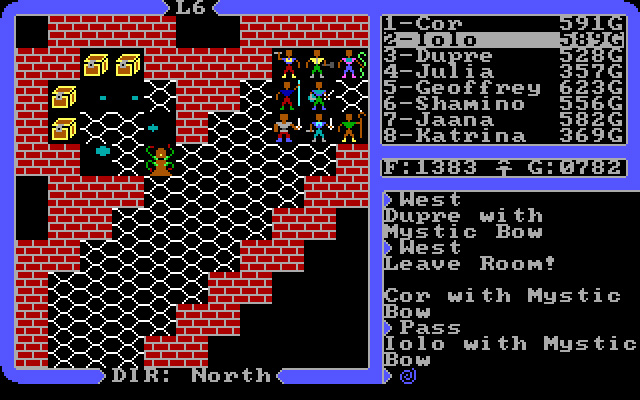 L6
1-Cor 591G
2-Iolo 589G
3-Dupre 528G
4-Julia 357G
5-Geoffrey 623G
6-Shamino 556G
7-Jaana 582G
8-Katrina 369G
F:1383 G:0782
West
Dupre with
Mystic Bow
West
Leave Room!
Cor with Mystic
Bow
Pass
Iolo with Mystic
Bow
DIR: North